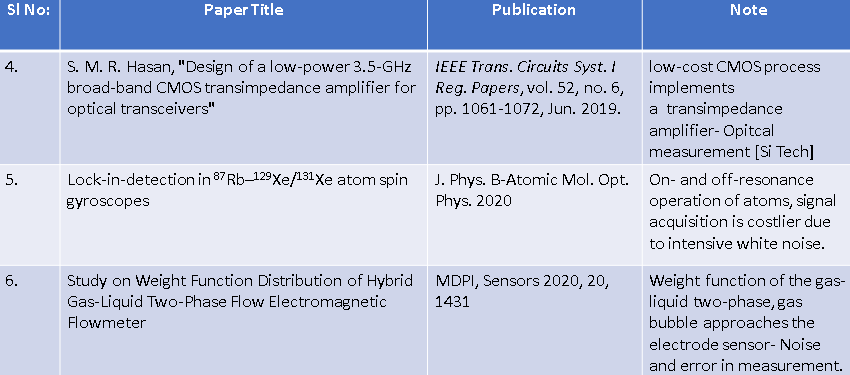 Sl No: Paper Title Publication Note
4. S. M. R. Hasan, "Design of a low-power 3.5-GHz broad-band CMOS transimpedance amplifier for optical transceivers"
IEEE Trans. Circuits Syst. I
Reg. Papers, vol. 52, no. 6,
pp. 1061-1072, Jun. 2019.
low-cost CMOS process
implements
a transimpedance
amplifier- Opitcal
measurement [Si Tech]
5.
Lock-in-detection in ⁸⁷Rb–¹²⁹Xe/¹³¹Xe atom spin
gyroscopes
J. Phys. B-Atomic Mol. Opt.
Phys. 2020
On- and off-resonance
operation of atoms, signal
acquisition is costlier due
to intensive white noise.
6.
Study on Weight Function Distribution of Hybrid
Gas-Liquid Two-Phase Flow Electromagnetic
Flowmeter
MDPI, Sensors 2020, 20,
1431
Weight function of the gas-
liquid two-phase, gas
bubble approaches the
electrode sensor- Noise
and error in measurement.